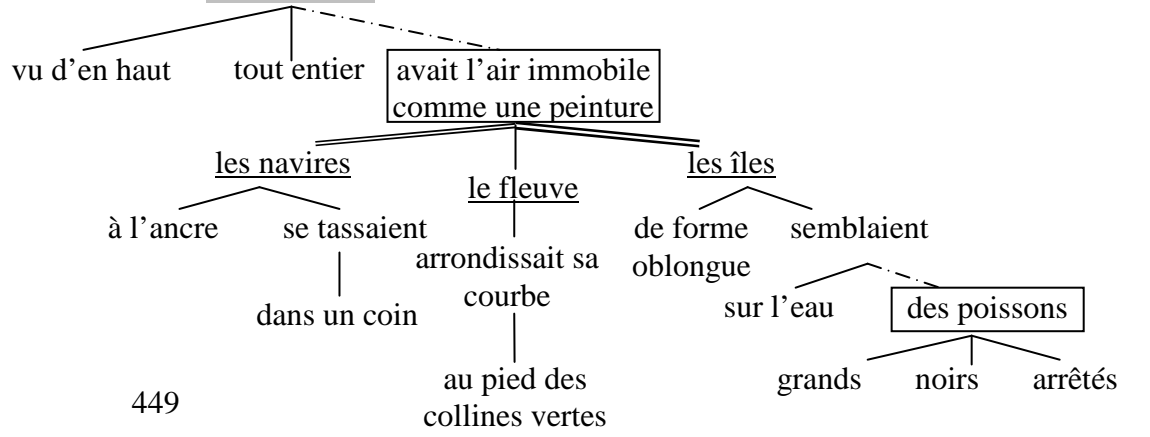 vu d'en haut
tout entier
avait l'air immobile
comme une peinture
les navires
le fleuve
les îles
à l'ancre
se tassaient
arrondissait sa
courbe
de forme
oblongue
semblaient
dans un coin
sur l'eau
des poissons
au pied des
collines vertes
grands
noirs
arrêtés
449